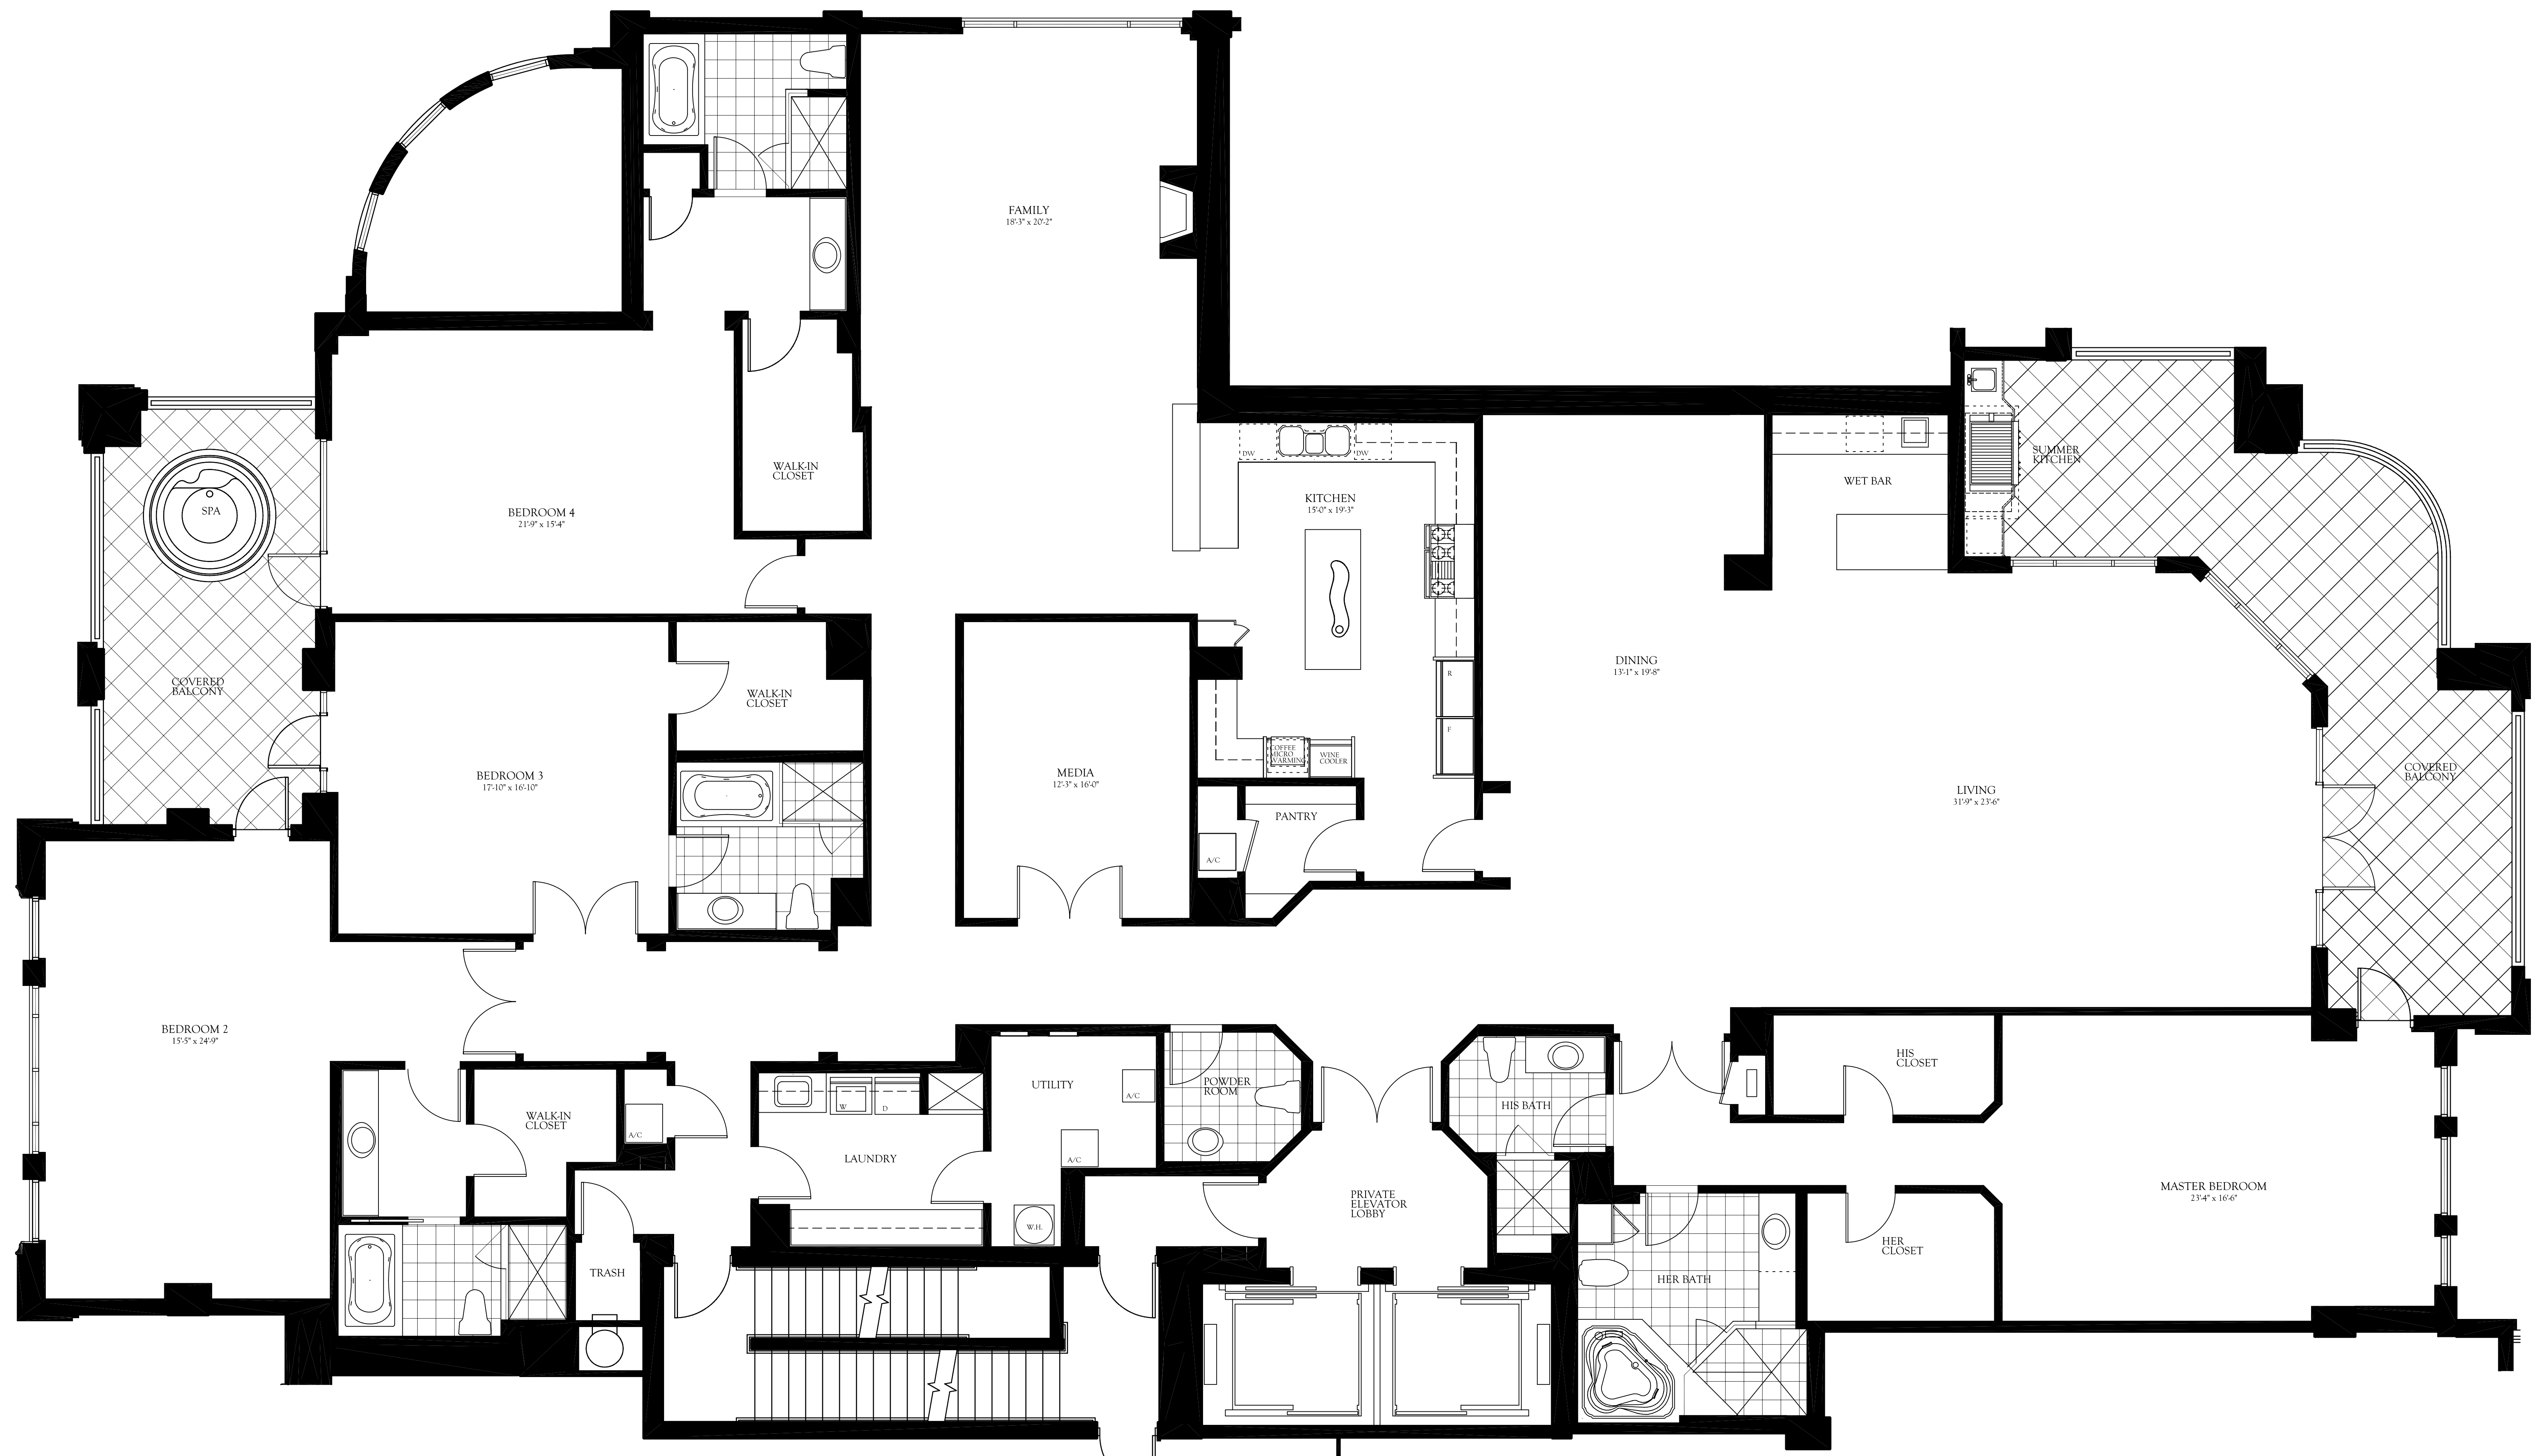 FAMILY
18'-3" x 20'-2"
WALK-IN
CLOSET
BEDROOM 4
21'-9" x 15'-4"
SPA
DW
DW
KITCHEN
15'-0" x 19'-3"
WET BAR
SUMMER
KITCHEN
COVERED
BALCONY
WALK-IN
CLOSET
BEDROOM 3
17'-10" x 16'-10"
MEDIA
12'-3" x 16'-0"
R
F
COFFEE
MICRO
WARMING
WINE
COOLER
DINING
13'-1" x 19'-8"
LIVING
31'-9" x 23'-6"
COVERED
BALCONY
PANTRY
A/C
BEDROOM 2
15'-5" x 24'-9"
WALK-IN
CLOSET
A/C
W
D
LAUNDRY
UTILITY
A/C
A/C
W.H.
POWDER
ROOM
PRIVATE
ELEVATOR
LOBBY
HIS BATH
HIS
CLOSET
MASTER BEDROOM
23'-4" x 16'-6"
HER
CLOSET
HER BATH
TRASH